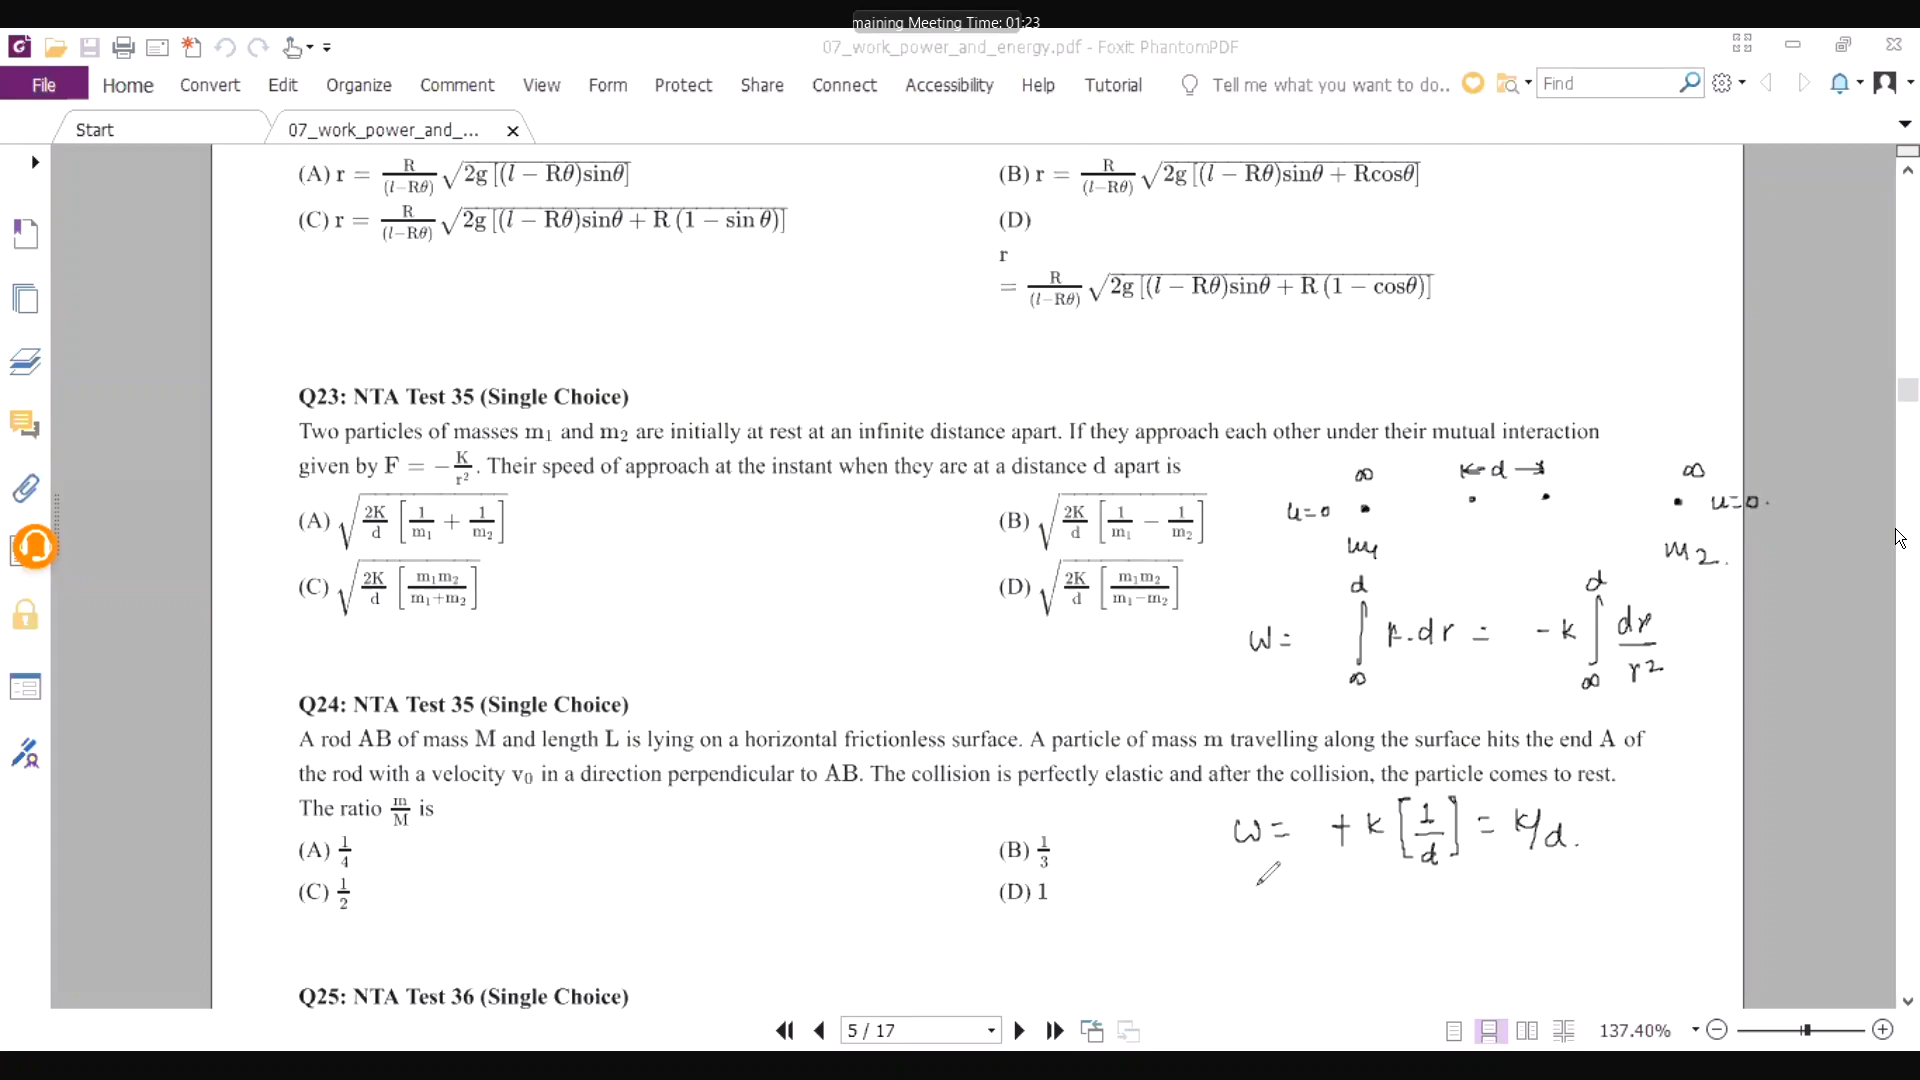 maining Meeting Time: 01:23
07_work_power_and_energy.pdf - Foxit PhantomPDF
File Home Convert Edit Organize Comment View Form Protect Share Connect Accessibility Help Tutorial Tell me what you want to do.. Find
Start 07_work_power_and_... ×
(A) r = R/(l−Rθ) √2g [(l − Rθ)sinθ]
(B) r = R/(l−Rθ) √2g [(l − Rθ)sinθ + Rcosθ]
(C) r = R/(l−Rθ) √2g [(l − Rθ)sinθ + R (1 − sin θ)]
(D)
r
= R/(l−Rθ) √2g [(l − Rθ)sinθ + R (1 − cosθ)]
Q23: NTA Test 35 (Single Choice)
Two particles of masses m₁ and m₂ are initially at rest at an infinite distance apart. If they approach each other under their mutual interaction
given by F = −K/r². Their speed of approach at the instant when they are at a distance d apart is
(A) √2K/d [1/m₁ + 1/m₂]
(B) √2K/d [1/m₁ − 1/m₂]
(C) √2K/d [m₁m₂/m₁+m₂]
(D) √2K/d [m₁m₂/m₁−m₂]
∞ d ∞
u=0 u=0.
m1 m2.
W = ∫∞^d F.dr = -k ∫∞^d dr/r²
Q24: NTA Test 35 (Single Choice)
A rod AB of mass M and length L is lying on a horizontal frictionless surface. A particle of mass m travelling along the surface hits the end A of
the rod with a velocity v₀ in a direction perpendicular to AB. The collision is perfectly elastic and after the collision, the particle comes to rest.
The ratio m/M is
(A) 1/4
(B) 1/3
(C) 1/2
(D) 1
W = +k [1/d] = k/d.
Q25: NTA Test 36 (Single Choice)
5 / 17 137.40%